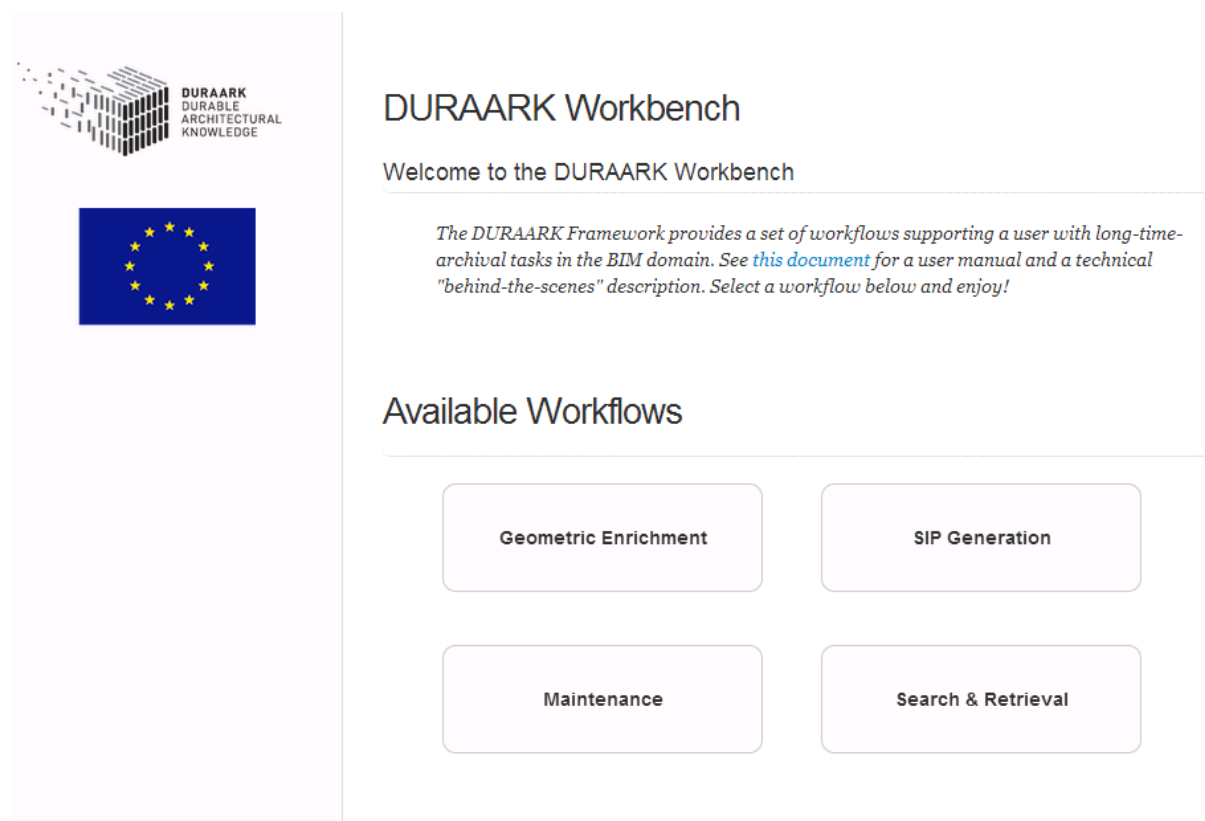 DURAARK
DURABLE
ARCHITECTURAL
KNOWLEDGE
DURAARK Workbench
Welcome to the DURAARK Workbench
The DURAARK Framework provides a set of workflows supporting a user with long-time-
archival tasks in the BIM domain. See this document for a user manual and a technical
"behind-the-scenes" description. Select a workflow below and enjoy!
Available Workflows
Geometric Enrichment
SIP Generation
Maintenance
Search & Retrieval